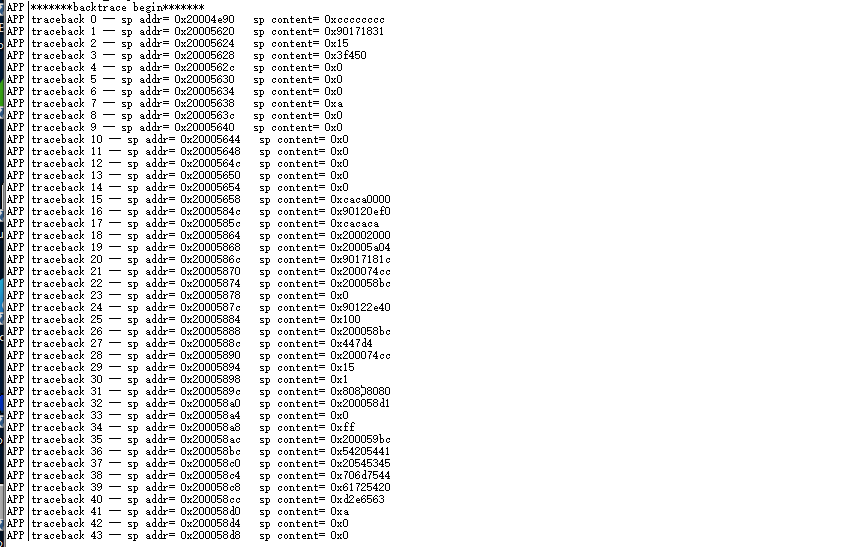 APP *******backtrace begin*******
APP traceback 0 — sp addr= 0x20004e90 sp content= 0xcccccccc
APP traceback 1 — sp addr= 0x20005620 sp content= 0x90171831
APP traceback 2 — sp addr= 0x20005624 sp content= 0x15
APP traceback 3 — sp addr= 0x20005628 sp content= 0x3f450
APP traceback 4 — sp addr= 0x2000562c sp content= 0x0
APP traceback 5 — sp addr= 0x20005630 sp content= 0x0
APP traceback 6 — sp addr= 0x20005634 sp content= 0x0
APP traceback 7 — sp addr= 0x20005638 sp content= 0xa
APP traceback 8 — sp addr= 0x2000563c sp content= 0x0
APP traceback 9 — sp addr= 0x20005640 sp content= 0x0
APP traceback 10 — sp addr= 0x20005644 sp content= 0x0
APP traceback 11 — sp addr= 0x20005648 sp content= 0x0
APP traceback 12 — sp addr= 0x2000564c sp content= 0x0
APP traceback 13 — sp addr= 0x20005650 sp content= 0x0
APP traceback 14 — sp addr= 0x20005654 sp content= 0x0
APP traceback 15 — sp addr= 0x20005658 sp content= 0xcaca0000
APP traceback 16 — sp addr= 0x2000584c sp content= 0x90120ef0
APP traceback 17 — sp addr= 0x2000585c sp content= 0xcacaca
APP traceback 18 — sp addr= 0x20005864 sp content= 0x20002000
APP traceback 19 — sp addr= 0x20005868 sp content= 0x20005a04
APP traceback 20 — sp addr= 0x2000586c sp content= 0x9017181c
APP traceback 21 — sp addr= 0x20005870 sp content= 0x200074cc
APP traceback 22 — sp addr= 0x20005874 sp content= 0x200058bc
APP traceback 23 — sp addr= 0x20005878 sp content= 0x0
APP traceback 24 — sp addr= 0x2000587c sp content= 0x90122e40
APP traceback 25 — sp addr= 0x20005884 sp content= 0x100
APP traceback 26 — sp addr= 0x20005888 sp content= 0x200058bc
APP traceback 27 — sp addr= 0x2000588c sp content= 0x447d4
APP traceback 28 — sp addr= 0x20005890 sp content= 0x200074cc
APP traceback 29 — sp addr= 0x20005894 sp content= 0x15
APP traceback 30 — sp addr= 0x20005898 sp content= 0x1
APP traceback 31 — sp addr= 0x2000589c sp content= 0x80808080
APP traceback 32 — sp addr= 0x200058a0 sp content= 0x200058d1
APP traceback 33 — sp addr= 0x200058a4 sp content= 0x0
APP traceback 34 — sp addr= 0x200058a8 sp content= 0xff
APP traceback 35 — sp addr= 0x200058ac sp content= 0x200059bc
APP traceback 36 — sp addr= 0x200058bc sp content= 0x54205441
APP traceback 37 — sp addr= 0x200058c0 sp content= 0x20545345
APP traceback 38 — sp addr= 0x200058c4 sp content= 0x706d7544
APP traceback 39 — sp addr= 0x200058c8 sp content= 0x61725420
APP traceback 40 — sp addr= 0x200058cc sp content= 0xd2e6563
APP traceback 41 — sp addr= 0x200058d0 sp content= 0xa
APP traceback 42 — sp addr= 0x200058d4 sp content= 0x0
APP traceback 43 — sp addr= 0x200058d8 sp content= 0x0